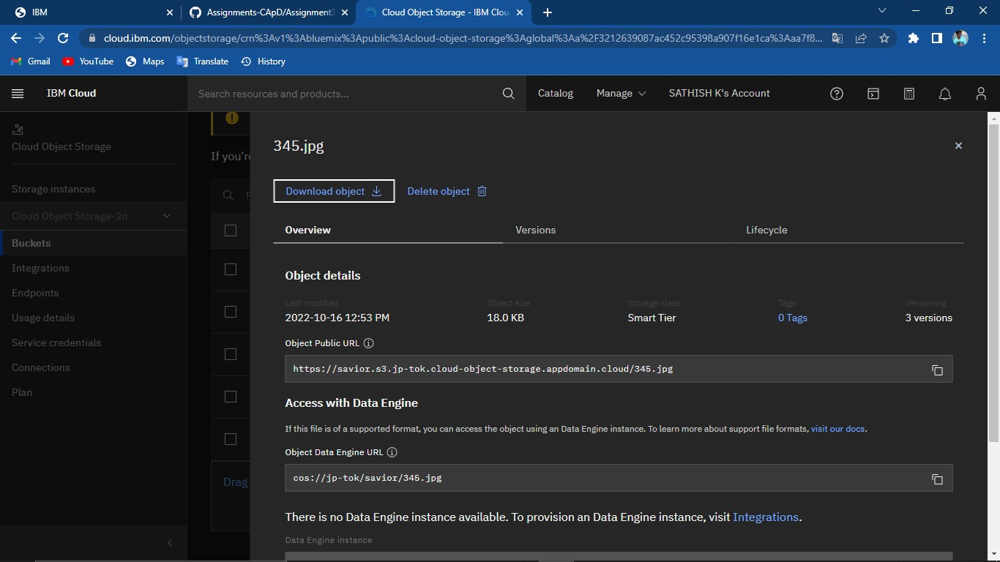 IBM
Assignments-CApD/Assignment3
Cloud Object Storage - IBM Clou
cloud.ibm.com/objectstorage/crn%3Av1%3Abluemix%3Apublic%3Acloud-object-storage%3Aglobal%3Aa%2F3212639087ac452c95398a907f16e1ca%3Aaa7f8...
Gmail YouTube Maps Translate History
IBM Cloud
Search resources and products...
Catalog Manage SATHISH K's Account
Cloud Object Storage
Storage instances
Cloud Object Storage-2n
Buckets
Integrations
Endpoints
Usage details
Service credentials
Connections
Plan
If you're
Drag
345.jpg
Download object Delete object
Overview Versions Lifecycle
Object details
Last modified Object size Storage class Tags Versioning
2022-10-16 12:53 PM 18.0 KB Smart Tier 0 Tags 3 versions
Object Public URL
https://savior.s3.jp-tok.cloud-object-storage.appdomain.cloud/345.jpg
Access with Data Engine
If this file is of a supported format, you can access the object using an Data Engine instance. To learn more about support file formats, visit our docs.
Object Data Engine URL
cos://jp-tok/savior/345.jpg
There is no Data Engine instance available. To provision an Data Engine instance, visit Integrations.
Data Engine instance